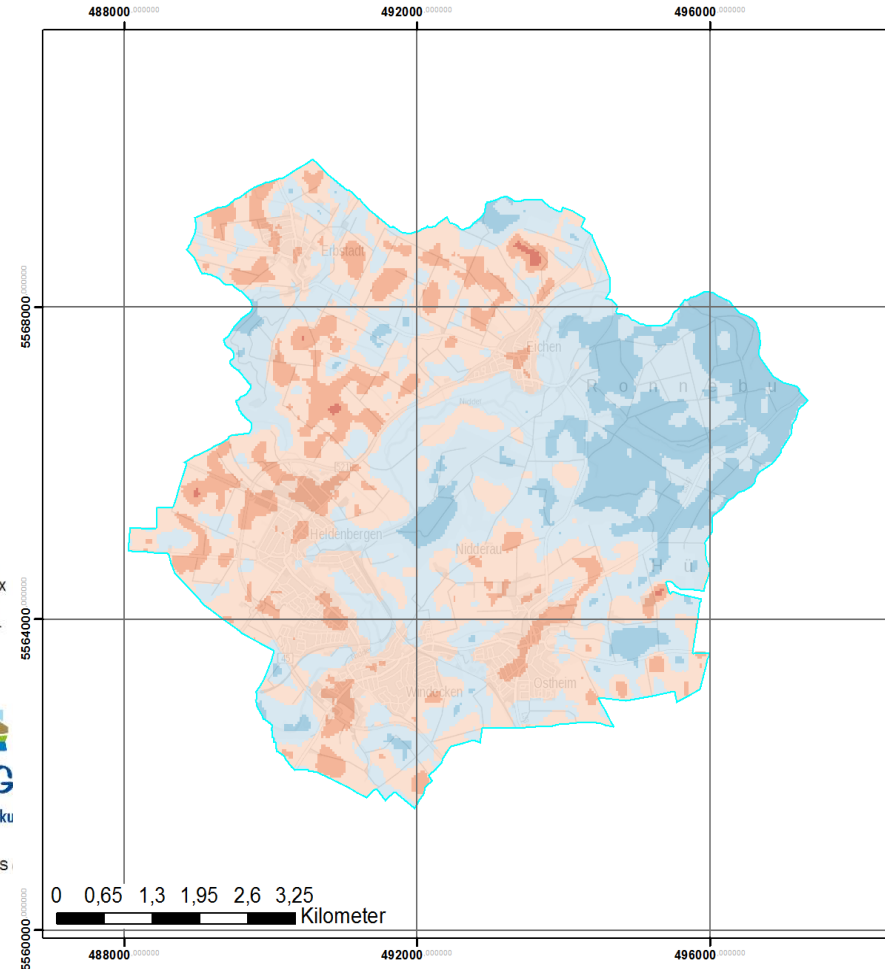 488000,000000 492000,000000 496000,000000
Erbstadt
5568000,000000
Eichen
R o n n e b u
Heldenbergen
Nidderau
H ü
x
5564000,000000
Ostheim
Windecken
G
ku
s
0 0,65 1,3 1,95 2,6 3,25
Kilometer
5560000,000000
488000,000000 492000,000000 496000,000000